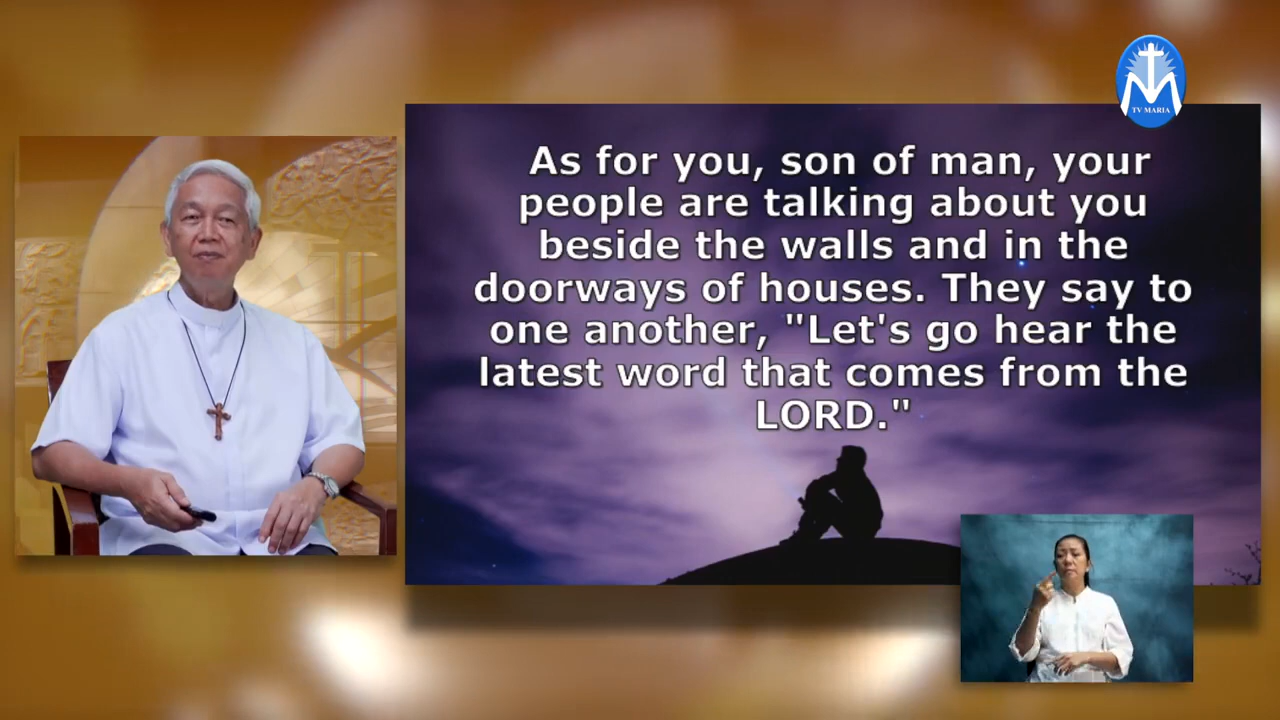 TV MARIA
As for you, son of man, your
people are talking about you
beside the walls and in the
doorways of houses. They say to
one another, "Let's go hear the
latest word that comes from the
LORD."